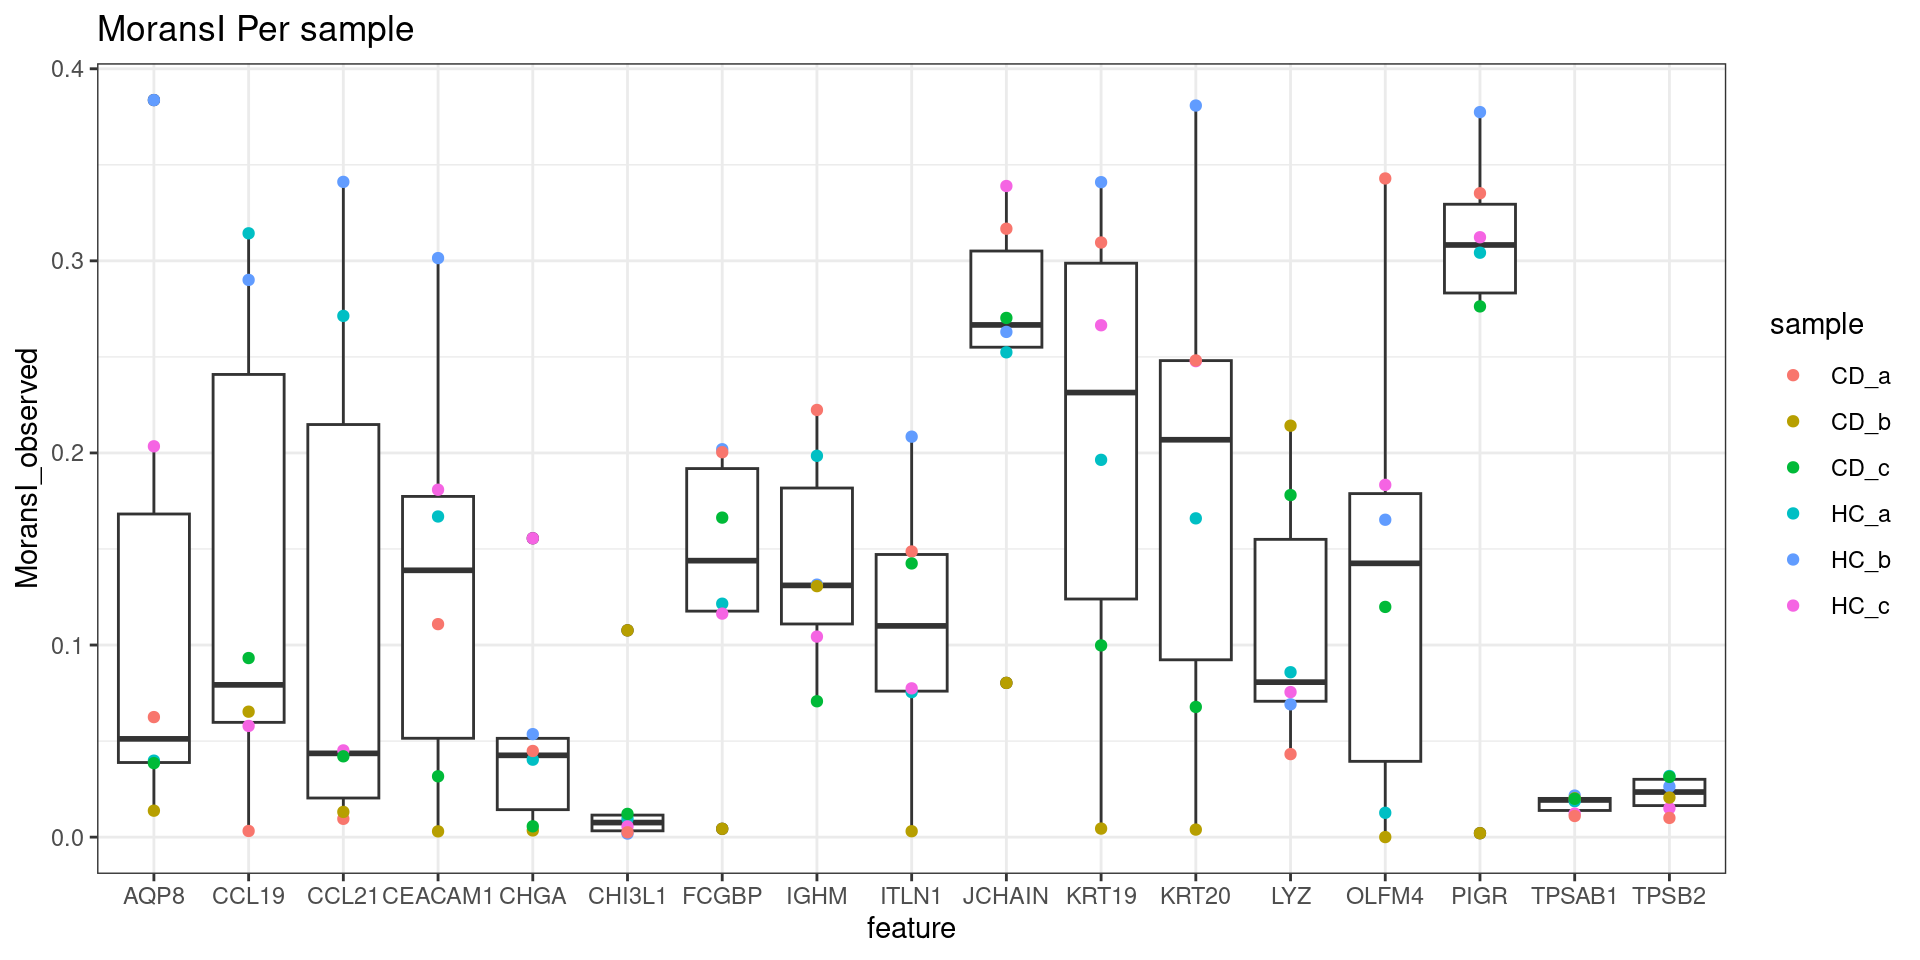 MoransI Per sample
0.4
0.3
0.2
0.1
0.0
MoransI_observed
AQP8 CCL19 CCL21 CEACAM1 CHGA CHI3L1 FCGBP IGHM ITLN1 JCHAIN KRT19 KRT20 LYZ OLFM4 PIGR TPSAB1 TPSB2
feature
sample
CD_a
CD_b
CD_c
HC_a
HC_b
HC_c